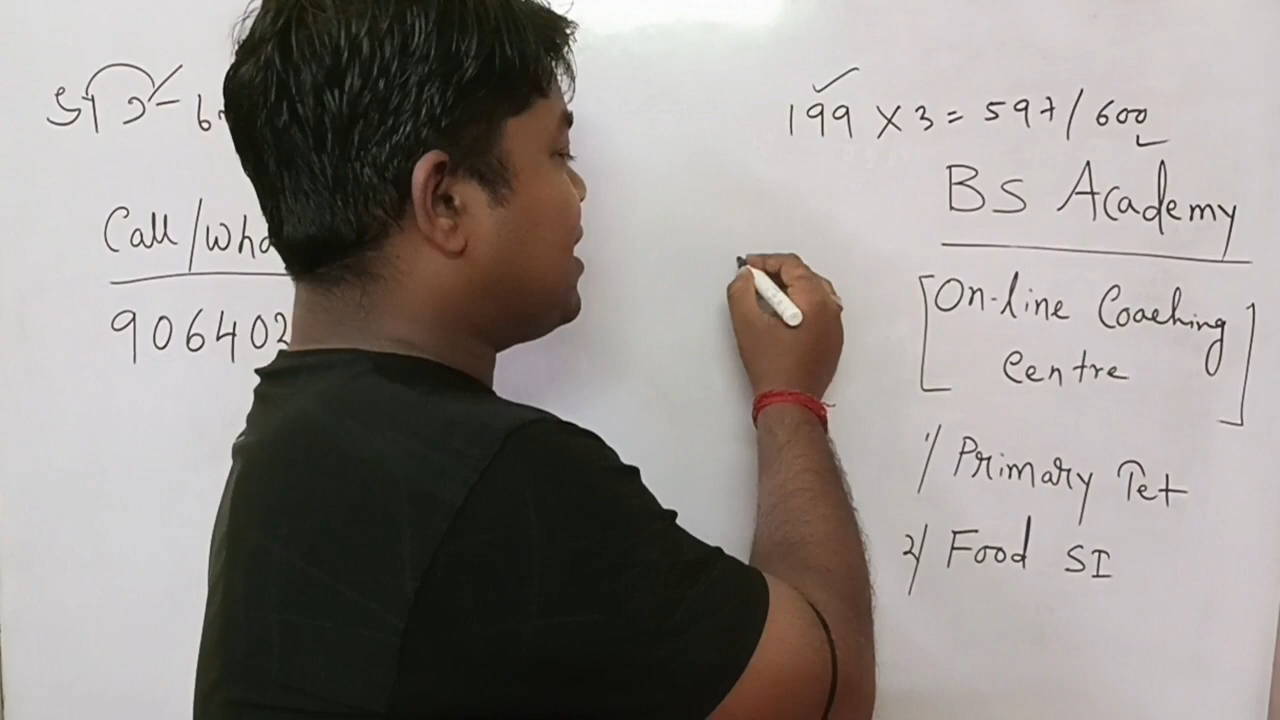 199 X 3 = 597/600
Call/Wha
906402
BS Academy
[On-line Coaching
Centre]
1/ Primary Tet
2/ Food SI